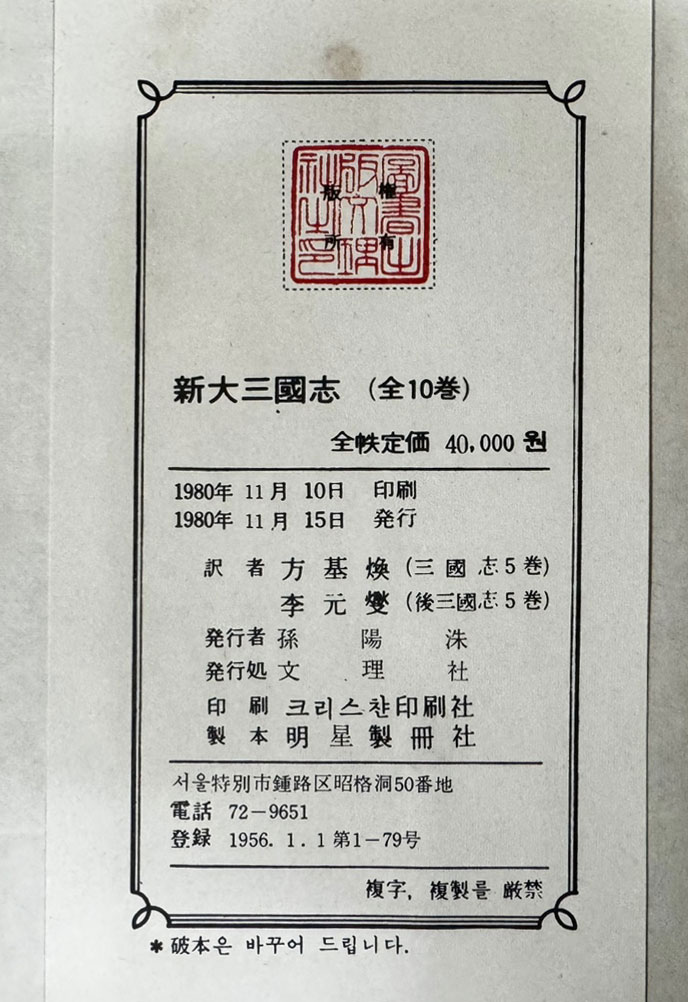 版權
所有
新大三國志 (全10巻)
全帙定価 40,000 원
1980年 11月 10日 印刷
1980年 11月 15日 発行
訳者 方基煥 (三國志5巻)
李元燮 (後三國志5巻)
発行者 孫陽洙
発行処 文理社
印刷 크리스챤印刷社
製本 明星製冊社
서울特別市鍾路区昭格洞50番地
電話 72-9651
登録 1956. 1. 1 第1-79号
複字, 複製를 厳禁
* 破本은 바꾸어 드립니다.